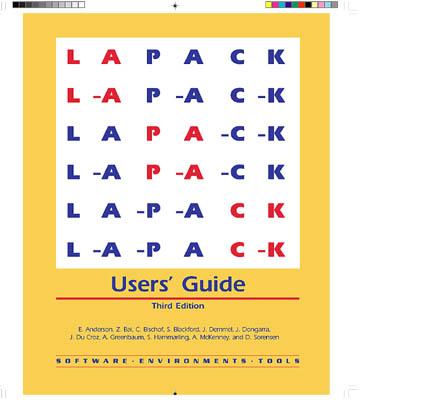 L A P A C K
L -A P -A C -K
L A P A -C -K
L -A P -A -C K
L A -P -A C K
L -A -P A C -K
Users' Guide
Third Edition
E. Anderson, Z. Bai, C. Bischof, S. Blackford, J. Demmel, J. Dongarra,
J. Du Croz, A. Greenbaum, S. Hammarling, A. McKenney, and D. Sorensen
SOFTWARE · ENVIRONMENTS · TOOLS